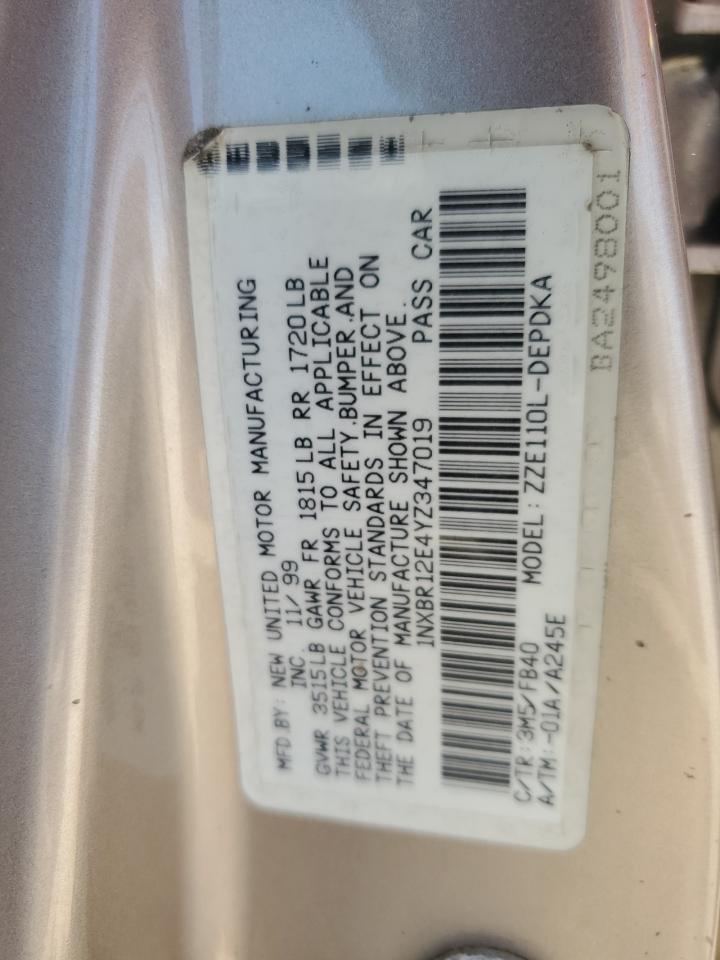 MFD.BY: NEW UNITED MOTOR MANUFACTURING
INC. 11/99
GVWR 3515LB GAWR FR 1815LB RR 1720LB
THIS VEHICLE CONFORMS TO ALL APPLICABLE
FEDERAL MOTOR VEHICLE SAFETY,BUMPER,AND
THEFT PREVENTION STANDARDS IN EFFECT ON
THE DATE OF MANUFACTURE SHOWN ABOVE.
1NXBR12E4YZ347019 PASS CAR
C/TR:3M5/FB40 MODEL:ZZE110L-DEPDKA
A/TM:-01A/A245E
BA2498001